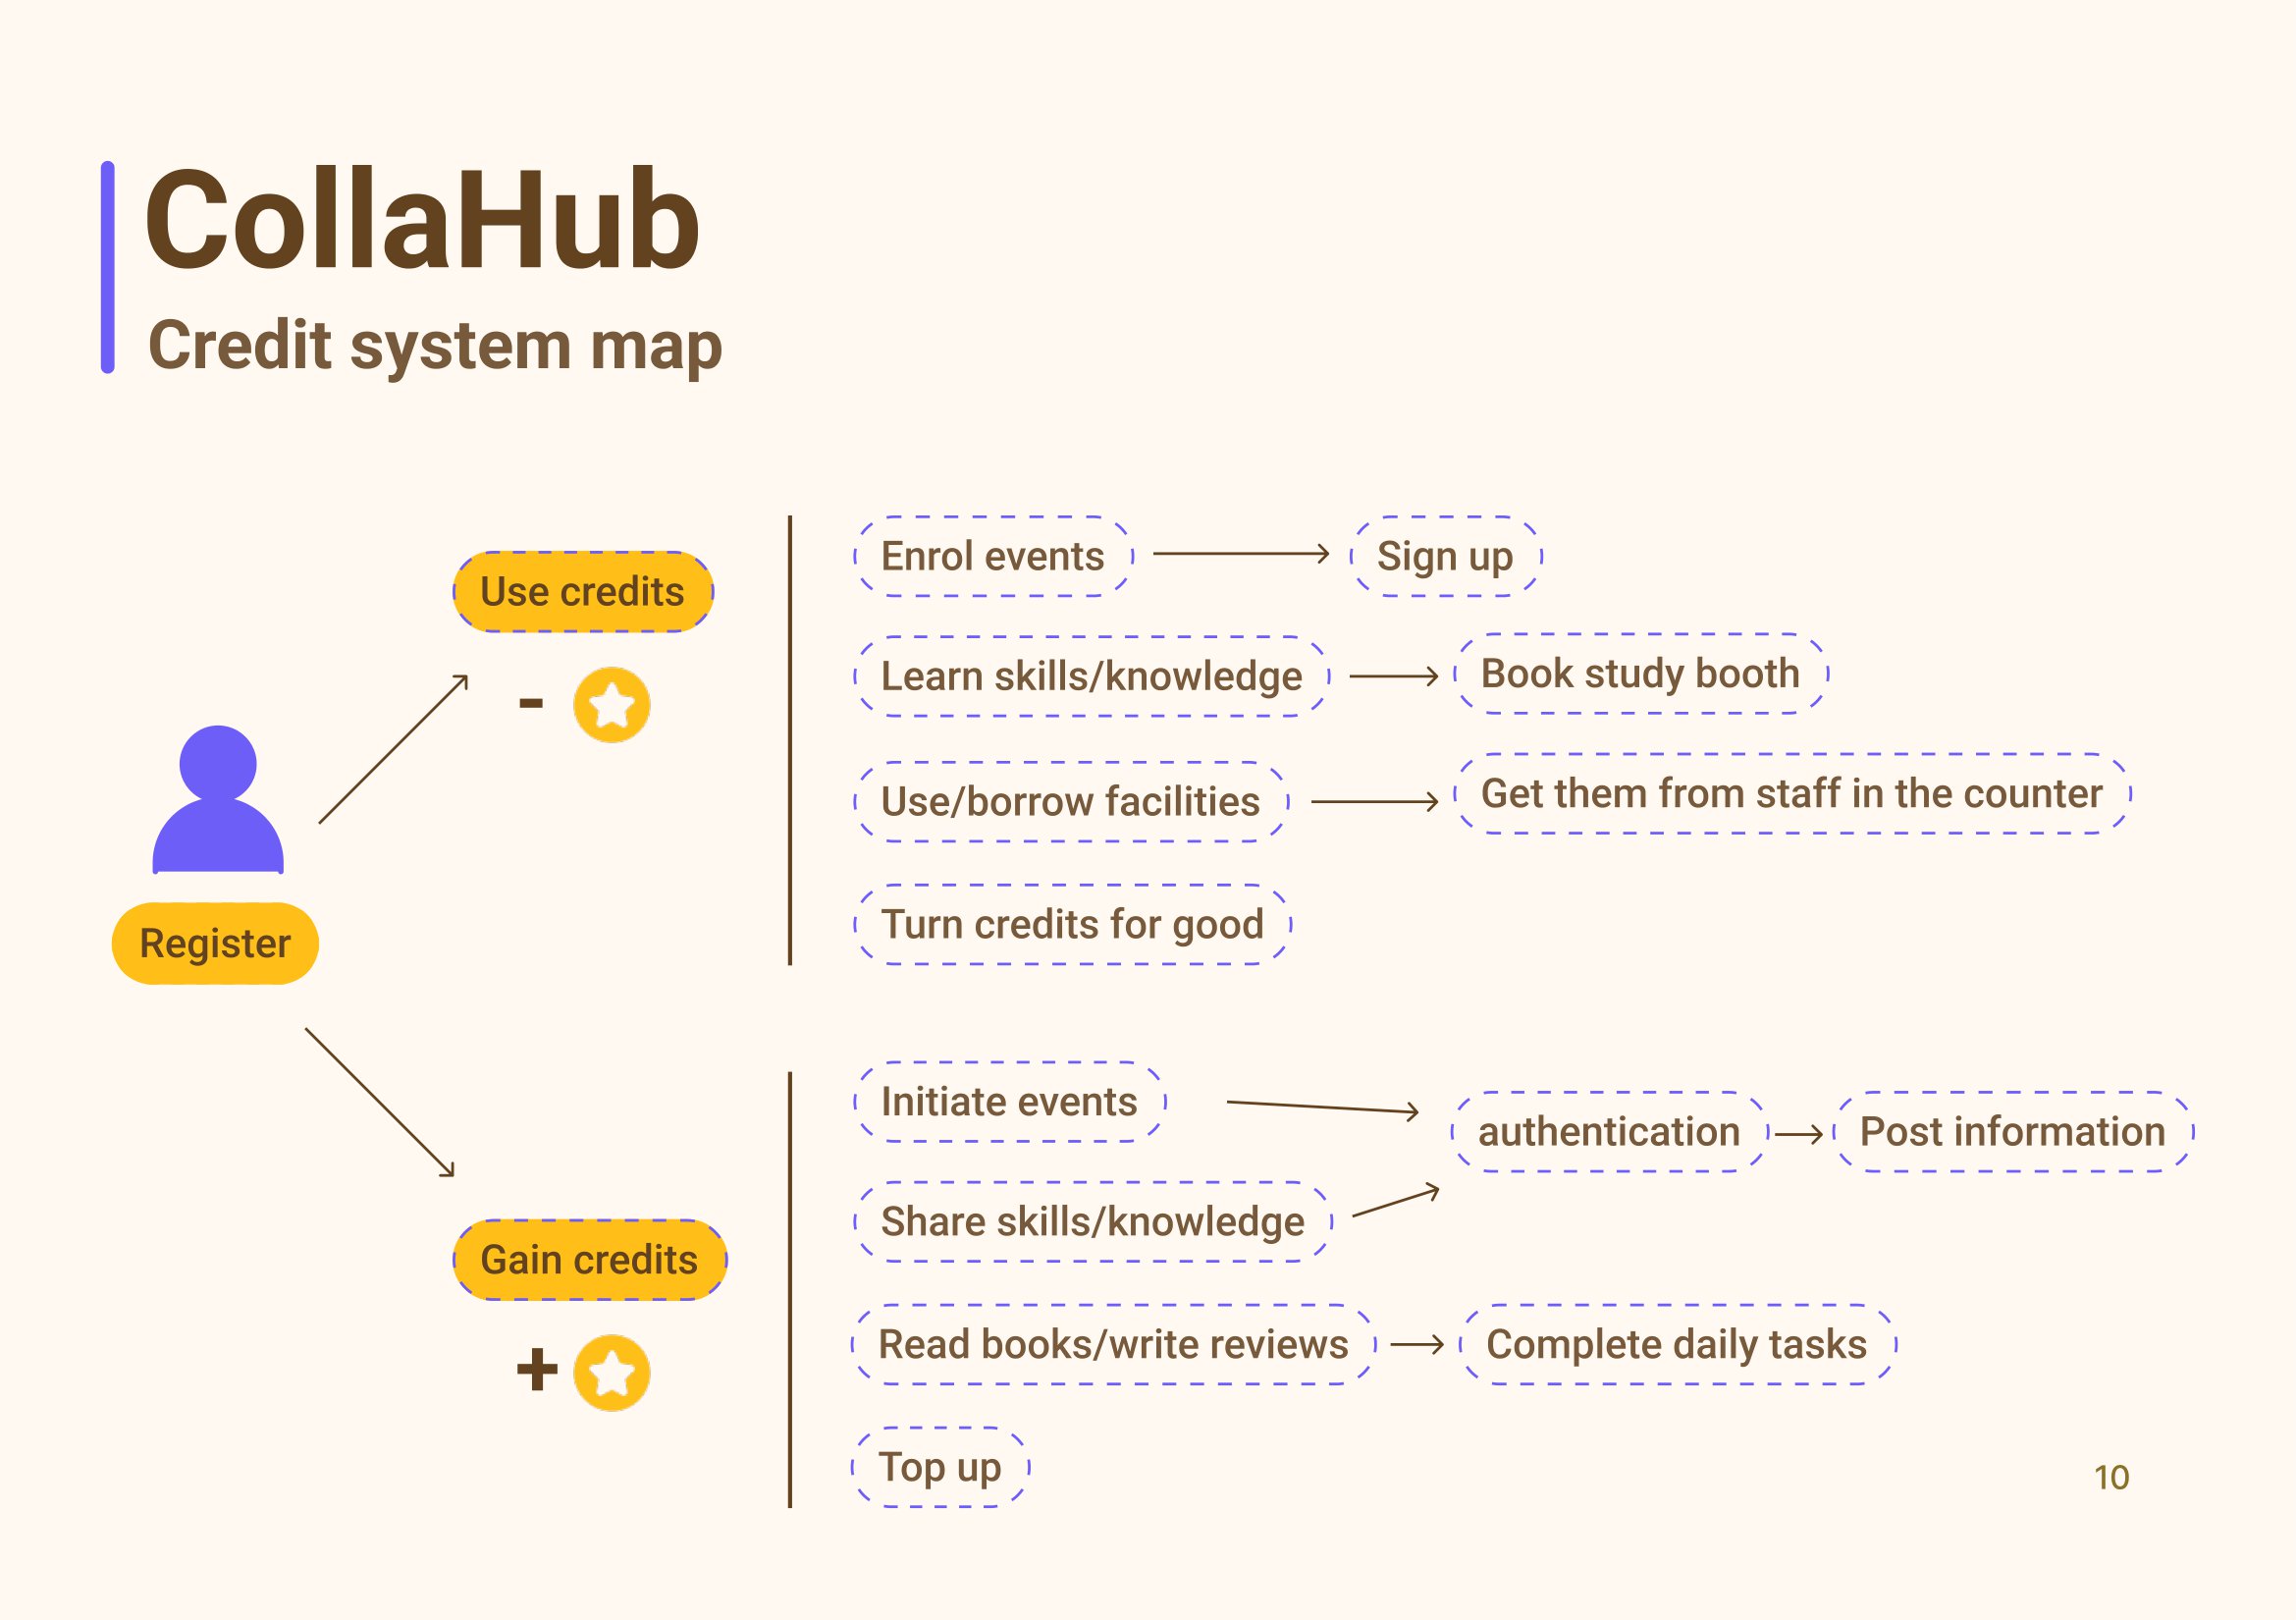 CollaHub
Credit system map
Use credits
-
Register
Gain credits
+
Enrol events
Sign up
Learn skills/knowledge
Book study booth
Use/borrow facilities
Get them from staff in the counter
Turn credits for good
Initiate events
authentication
Post information
Share skills/knowledge
Read books/write reviews
Complete daily tasks
Top up
10